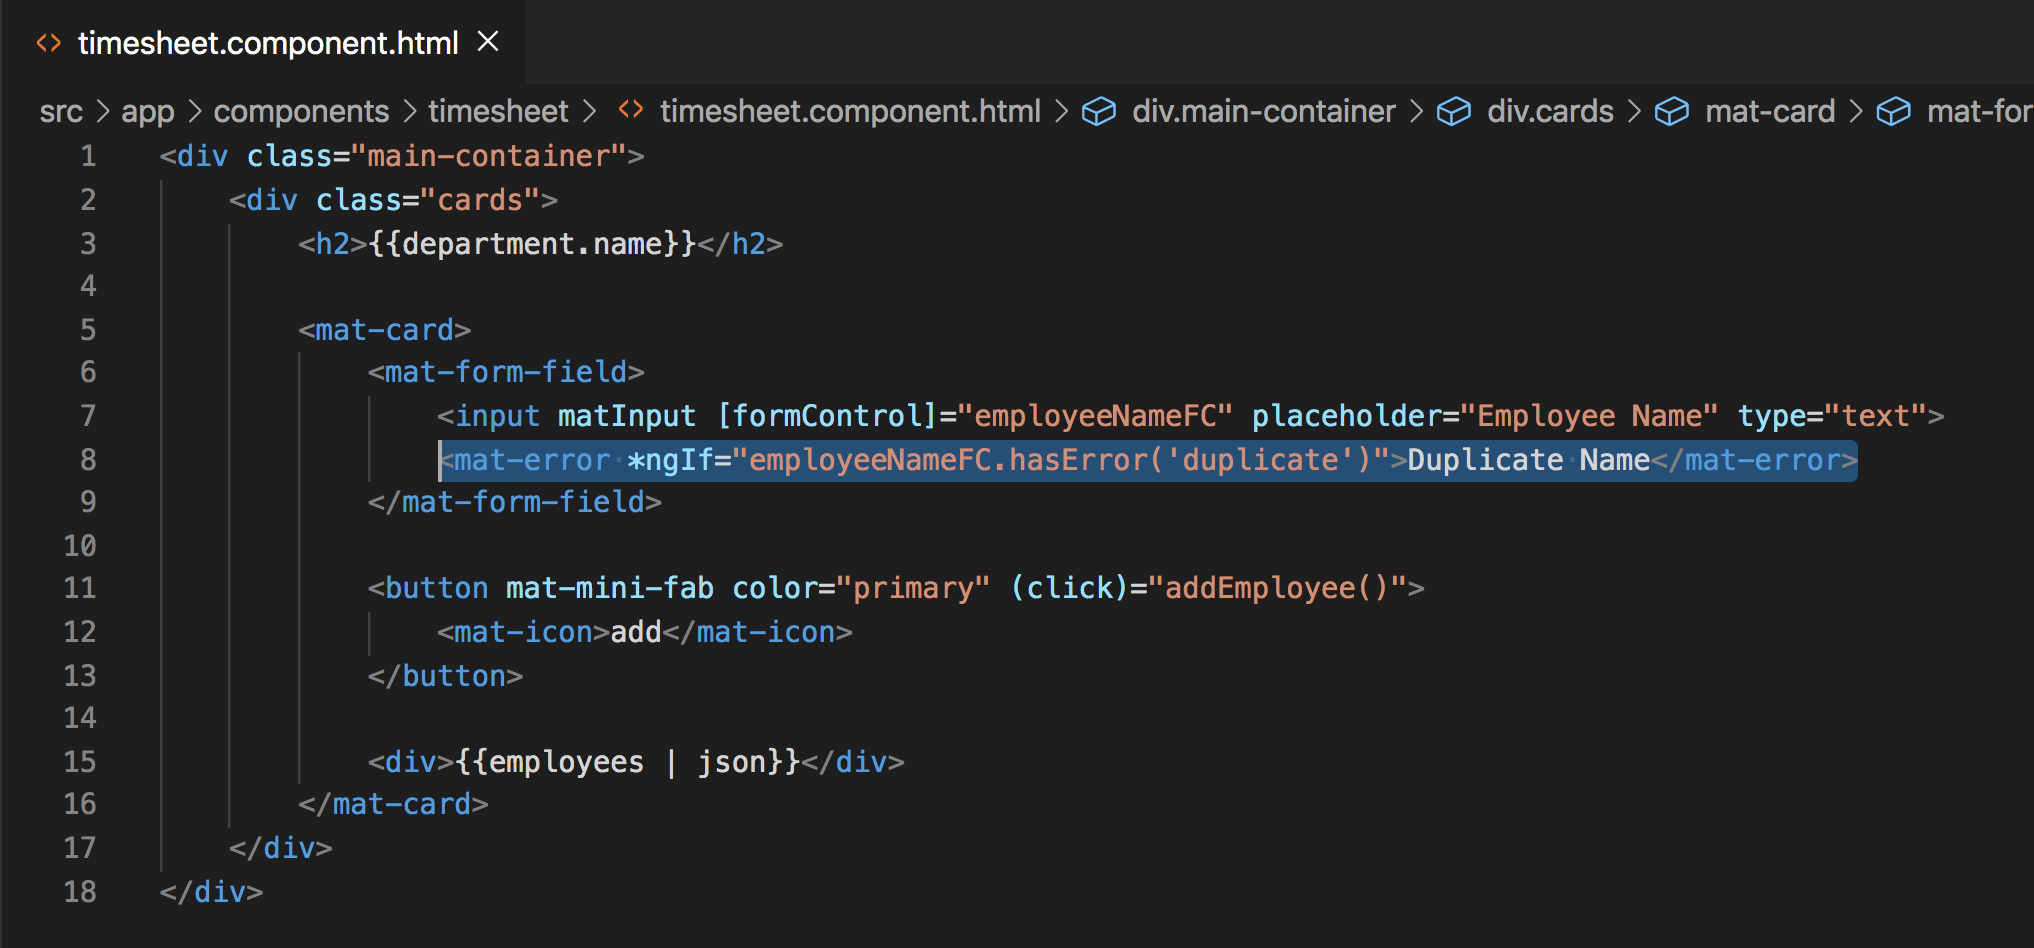 timesheet.component.html
src > app > components > timesheet > timesheet.component.html > div.main-container > div.cards > mat-card > mat-for
1 <div class="main-container">
2 <div class="cards">
3 <h2>{{department.name}}</h2>
4
5 <mat-card>
6 <mat-form-field>
7 <input matInput [formControl]="employeeNameFC" placeholder="Employee Name" type="text">
8 <mat-error *ngIf="employeeNameFC.hasError('duplicate')">Duplicate Name</mat-error>
9 </mat-form-field>
10
11 <button mat-mini-fab color="primary" (click)="addEmployee()">
12 <mat-icon>add</mat-icon>
13 </button>
14
15 <div>{{employees | json}}</div>
16 </mat-card>
17 </div>
18 </div>